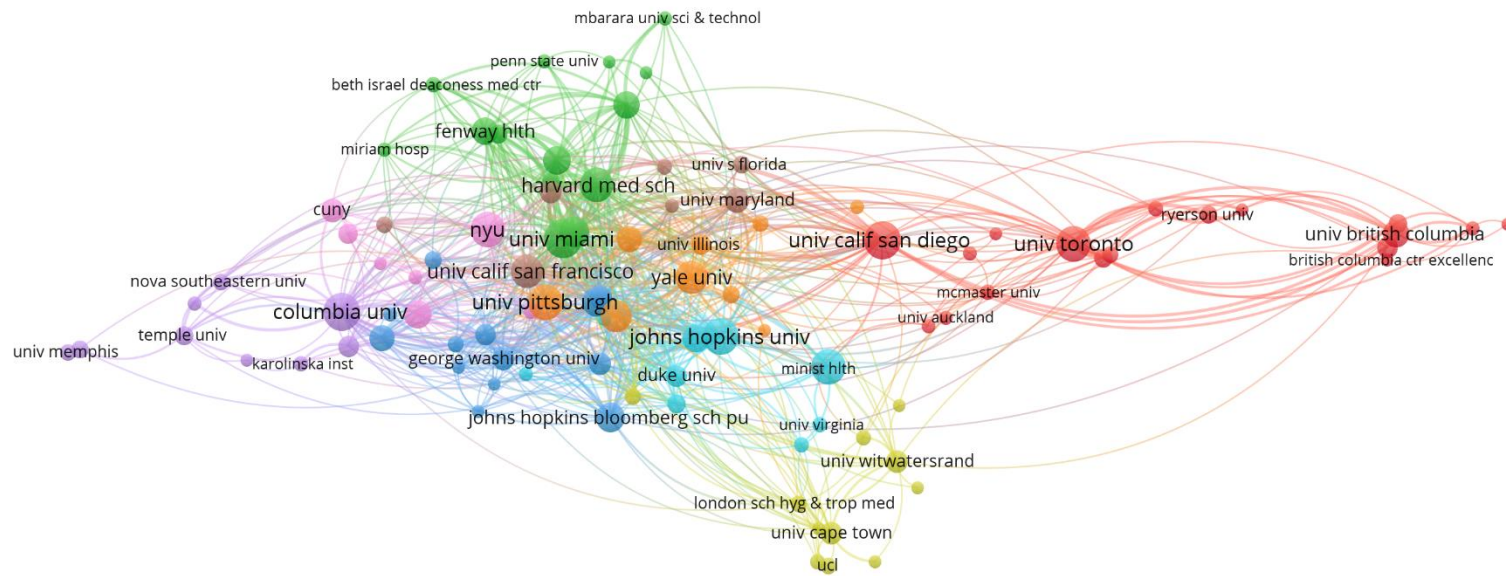 mbarara univ sci & technol
penn state univ
beth israel deaconess med ctr
fenway hlth
miriam hosp
univ s florida
harvard med sch
univ maryland
cuny
ryerson univ
nyu
univ miami
univ illinois
univ calif san diego
univ toronto
univ british columbia
british columbia ctr excellenc
univ calif san francisco
yale univ
nova southeastern univ
mcmaster univ
columbia univ
univ pittsburgh
univ auckland
temple univ
johns hopkins univ
univ memphis
karolinska inst
george washington univ
duke univ
minist hlth
johns hopkins bloomberg sch pu
univ virginia
univ witwatersrand
london sch hyg & trop med
univ cape town
ucl